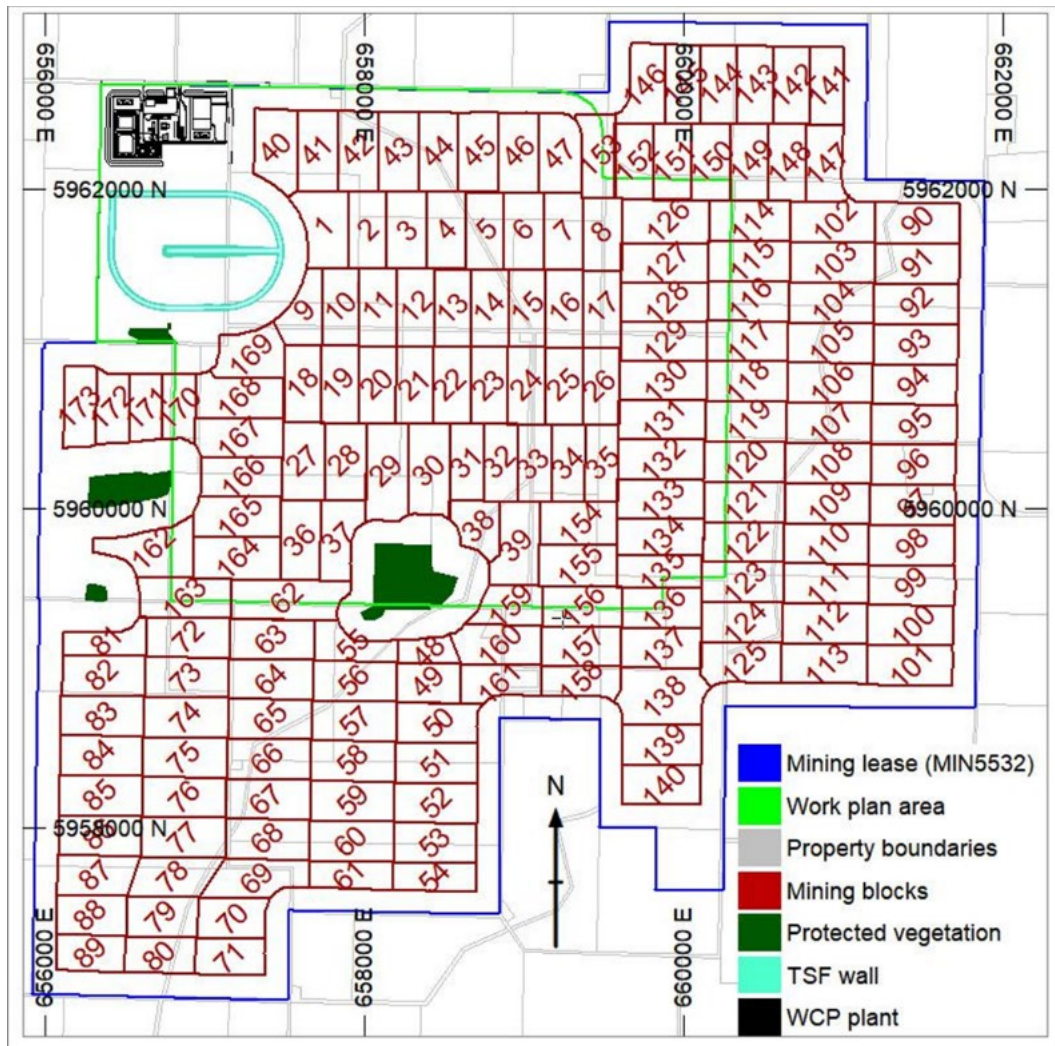 656000 E
658000 E
660000 E
662000 E
146 145 144 143 142 141
40 41 42 43 44 45 46 47 153 152 151 150 149 148 147
5962000 N
5962000 N
1 2 3 4 5 6 7 8 126 114 102 90
127 115 103 91
9 10 11 12 13 14 15 16 17 128 116 104 92
169 129 117 105 93
173 172 171 170 168 18 19 20 21 22 23 24 25 26 130 118 106 94
167 131 119 107 95
166 27 28 29 30 31 32 33 34 35 132 120 108 96
5960000 N
5960000 N
165 133 121 109 97
162 164 36 37 38 39 154 134 122 110 98
155 135 123 111 99
163 62 159 156 136 124 112 100
81 72 63 55 48 160 157 137 125 113 101
82 73 64 56 49 161 158 138
83 74 65 57 50 139
84 75 66 58 51 140
85 76 67 59 52
5958000 N
86 77 68 60 53
87 78 69 61 54
88 79 70
89 80 71
N
Mining lease (MIN5532)
Work plan area
Property boundaries
Mining blocks
Protected vegetation
TSF wall
WCP plant
656000 E
658000 E
660000 E